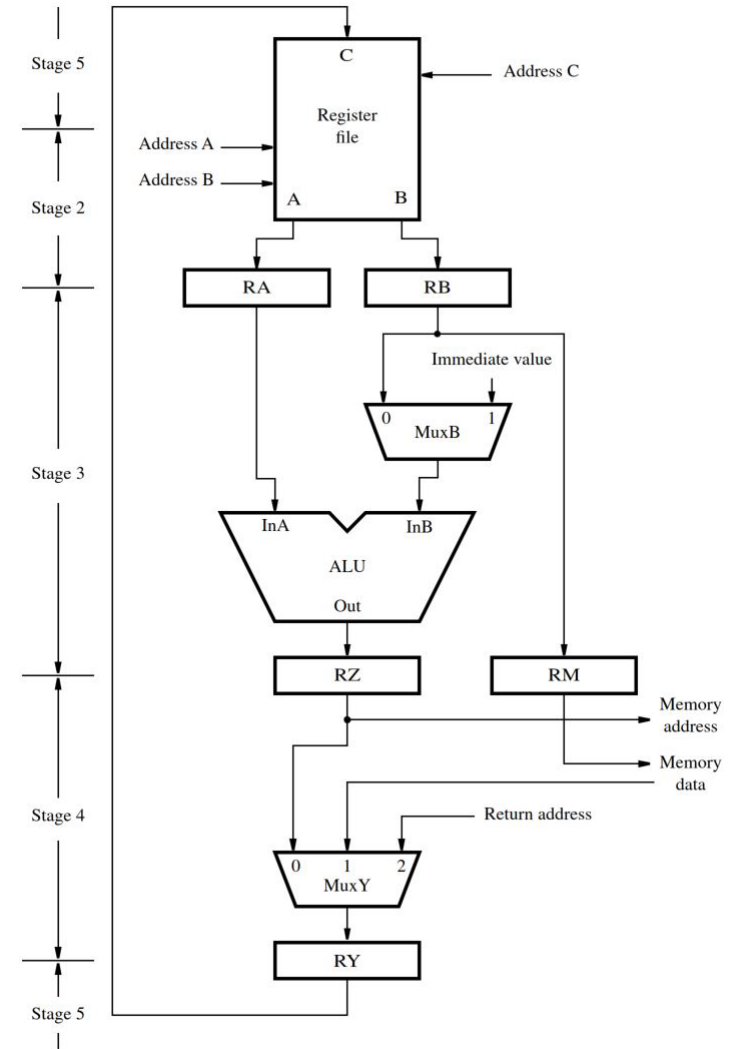 C
Stage 5
Address C
Register
file
Address A
Address B
A
B
Stage 2
RA
RB
Immediate value
0
1
MuxB
Stage 3
InA
InB
ALU
Out
RZ
RM
Memory
address
Memory
data
Stage 4
Return address
0
1
2
MuxY
RY
Stage 5